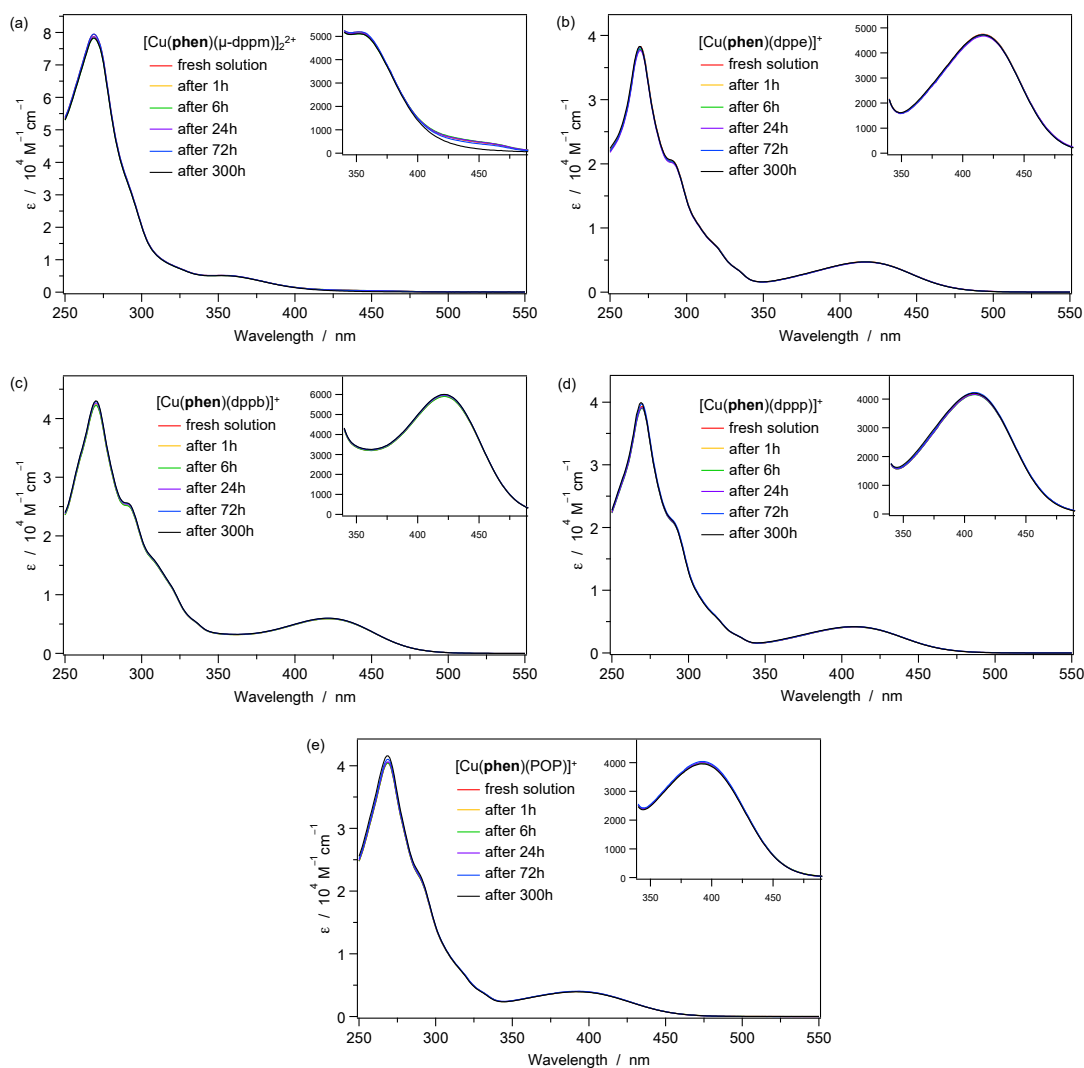 (a)
[Cu(phen)(μ-dppm)]₂²⁺
fresh solution
after 1h
after 6h
after 24h
after 72h
after 300h
ε / 10⁴ M⁻¹cm⁻¹
8
7
6
5
4
3
2
1
0
250 300 350 400 450 500 550
Wavelength / nm
5000
4000
3000
2000
1000
0
350 400 450
(b)
[Cu(phen)(dppe)]⁺
fresh solution
after 1h
after 6h
after 24h
after 72h
after 300h
ε / 10⁴ M⁻¹cm⁻¹
4
3
2
1
0
250 300 350 400 450 500 550
Wavelength / nm
5000
4000
3000
2000
1000
0
350 400 450
(c)
[Cu(phen)(dppb)]⁺
fresh solution
after 1h
after 6h
after 24h
after 72h
after 300h
ε / 10⁴ M⁻¹cm⁻¹
4
3
2
1
0
250 300 350 400 450 500 550
Wavelength / nm
6000
5000
4000
3000
2000
1000
0
350 400 450
(d)
[Cu(phen)(dppp)]⁺
fresh solution
after 1h
after 6h
after 24h
after 72h
after 300h
ε / 10⁴ M⁻¹cm⁻¹
4
3
2
1
0
250 300 350 400 450 500 550
Wavelength / nm
4000
3000
2000
1000
0
350 400 450
(e)
[Cu(phen)(POP)]⁺
fresh solution
after 1h
after 6h
after 24h
after 72h
after 300h
ε / 10⁴ M⁻¹cm⁻¹
4
3
2
1
0
250 300 350 400 450 500 550
Wavelength / nm
4000
3000
2000
1000
0
350 400 450